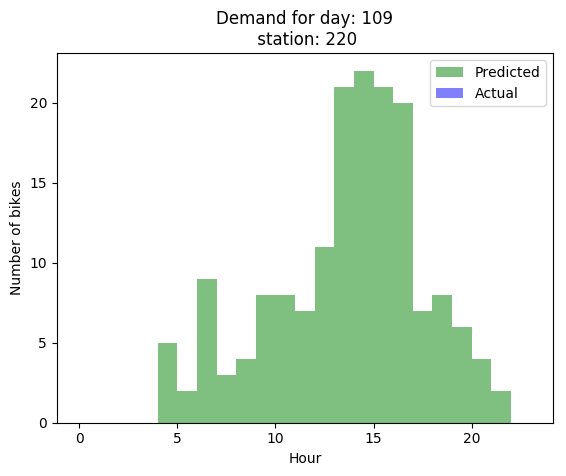 Demand for day: 109
station: 220
Predicted
Actual
Number of bikes
20
15
10
5
0
0
5
10
15
20
Hour